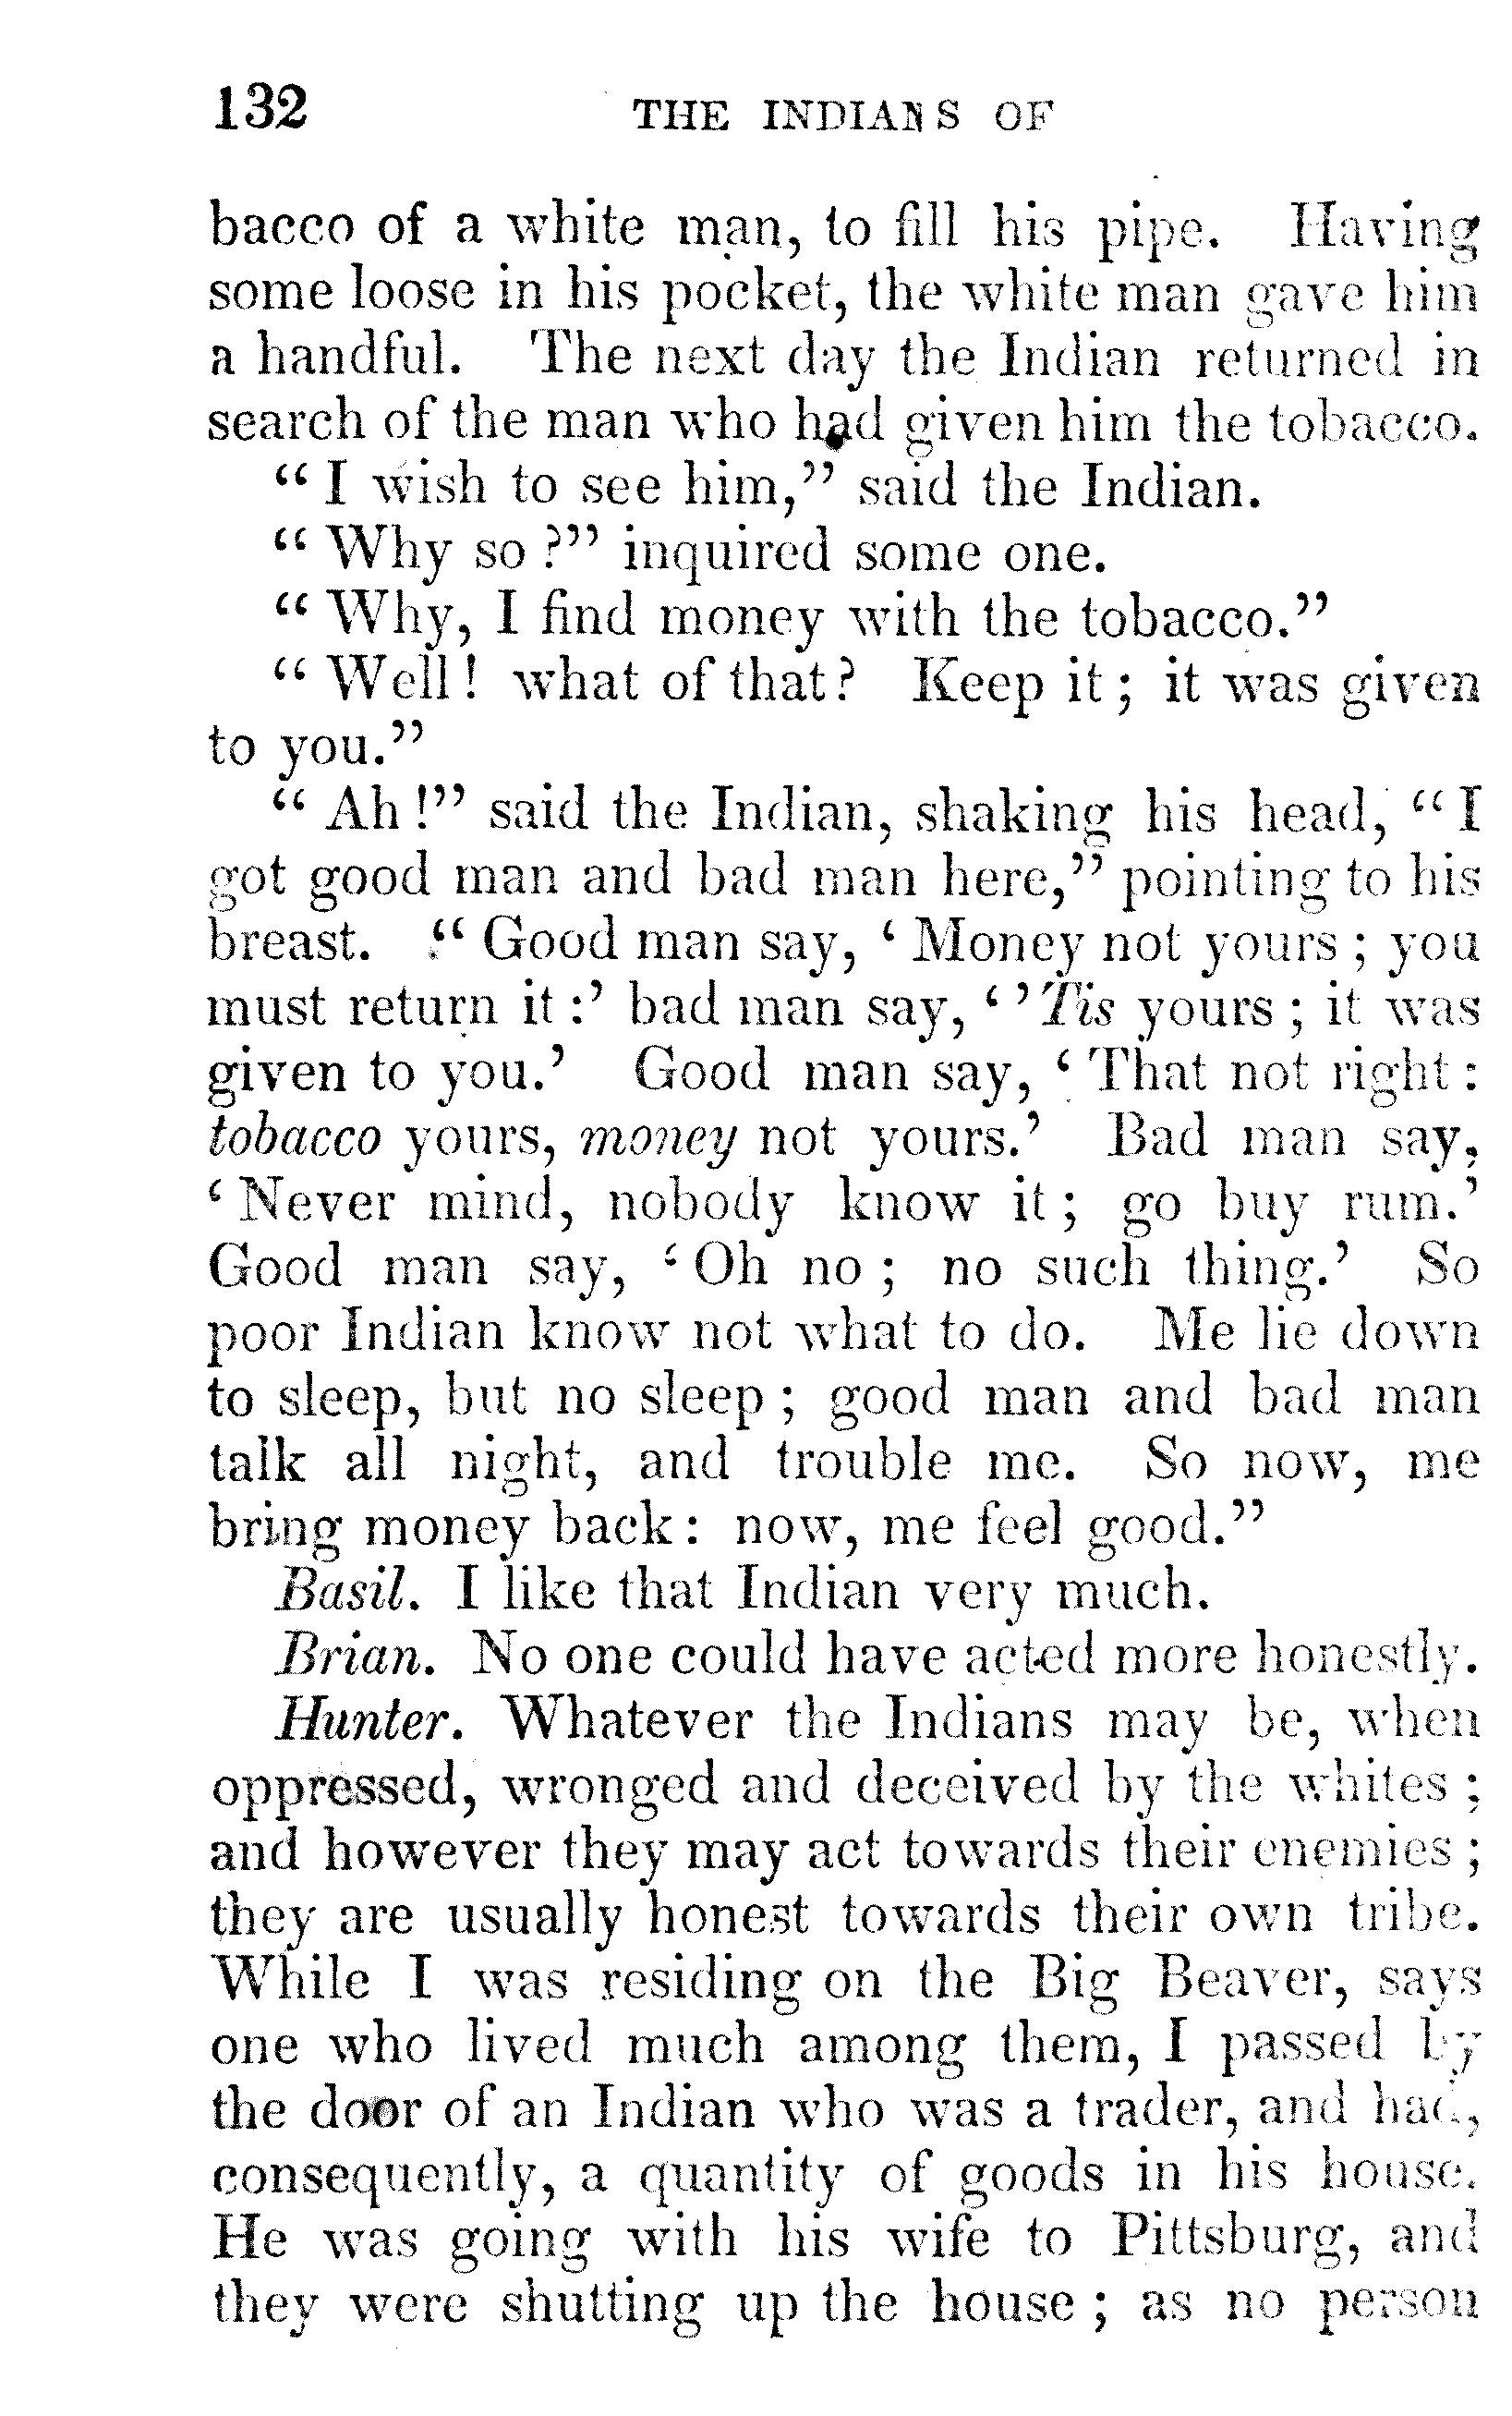 132 THE INDIANS OF
bacco of a white man, to fill his pipe. Having
some loose in his pocket, the white man gave him
a handful. The next day the Indian returned in
search of the man who had given him the tobacco.
“ I wish to see him,” said the Indian.
“ Why so ?” inquired some one.
“ Why, I find money with the tobacco.”
“ Well! what of that? Keep it; it was given
to you.”
“ Ah !” said the Indian, shaking his head, “ I
got good man and bad man here,” pointing to his
breast. “ Good man say, ‘ Money not yours ; you
must return it :’ bad man say, ‘ ’Tis yours ; it was
given to you.’ Good man say, ‘ That not right :
tobacco yours, money not yours.’ Bad man say,
‘ Never mind, nobody know it ; go buy rum.’
Good man say, ‘ Oh no ; no such thing.’ So
poor Indian know not what to do. Me lie down
to sleep, but no sleep ; good man and bad man
talk all night, and trouble me. So now, me
bring money back: now, me feel good.”
Basil. I like that Indian very much.
Brian. No one could have acted more honestly.
Hunter. Whatever the Indians may be, when
oppressed, wronged and deceived by the whites ;
and however they may act towards their enemies ;
they are usually honest towards their own tribe.
While I was residing on the Big Beaver, says
one who lived much among them, I passed by
the door of an Indian who was a trader, and had,
consequently, a quantity of goods in his house.
He was going with his wife to Pittsburg, and
they were shutting up the house ; as no person